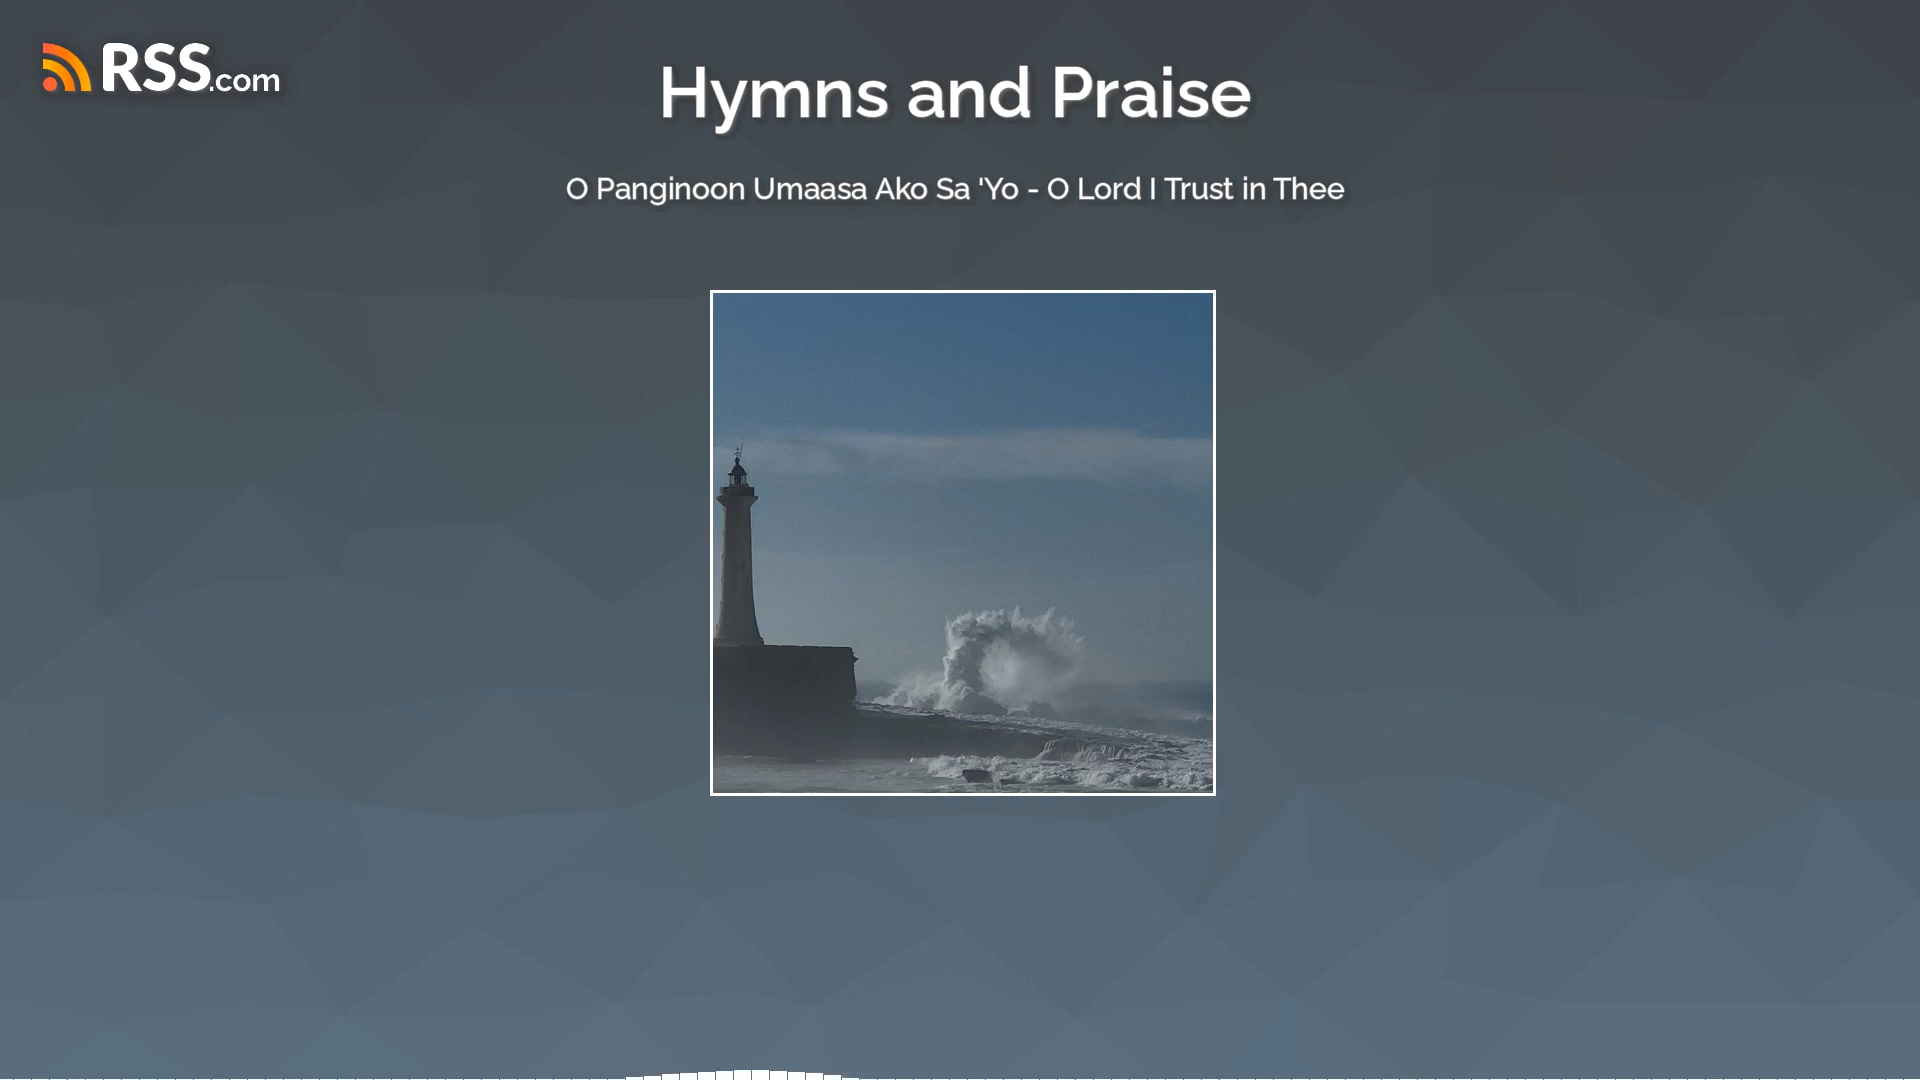 RSS.com
Hymns and Praise
O Panginoon Umaasa Ako Sa 'Yo - O Lord I Trust in Thee